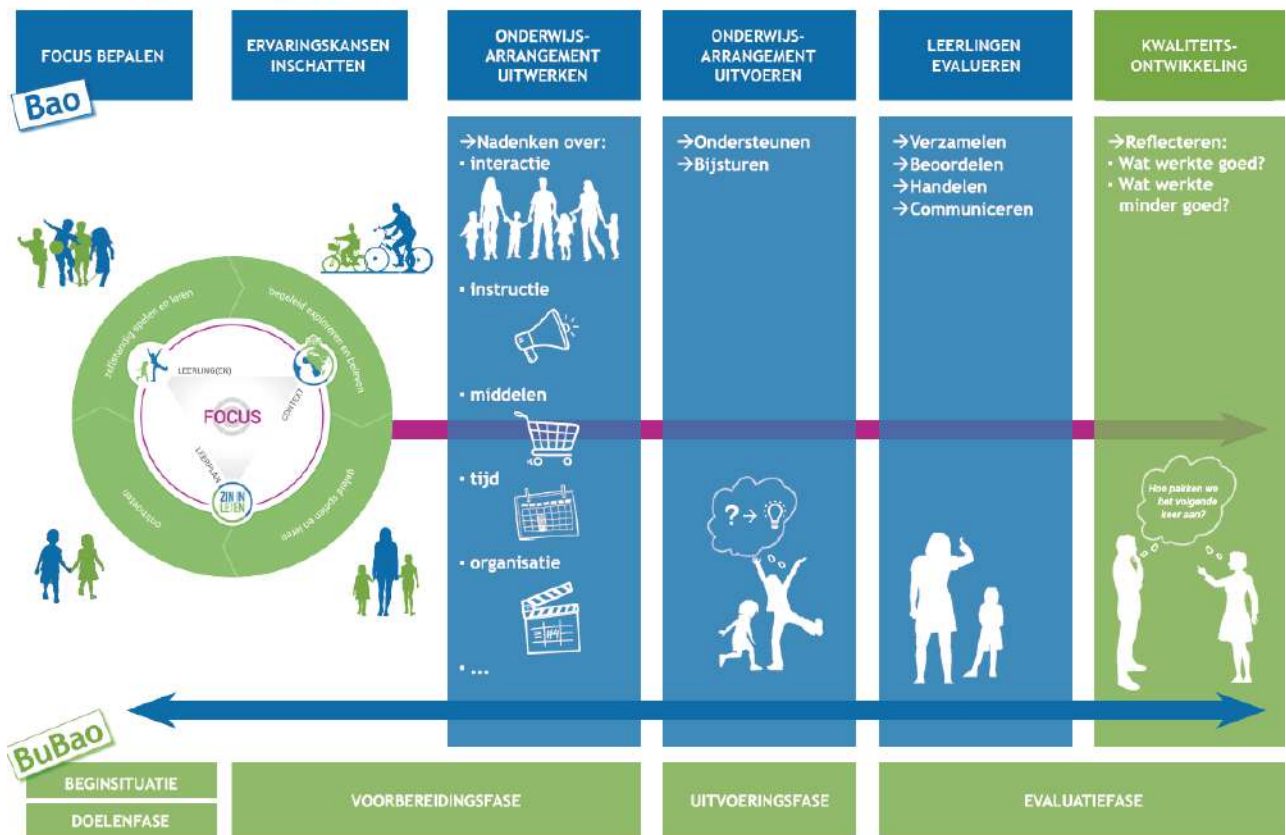 FOCUS BEPALEN
ERVARINGSKANSEN
INSCHATTEN
ONDERWIJS-
ARRANGEMENT
UITWERKEN
ONDERWIJS-
ARRANGEMENT
UITVOEREN
LEERLINGEN
EVALUEREN
KWALITEITS-
ONTWIKKELING
Bao
→Nadenken over:
▪ interactie
▪ instructie
▪ middelen
▪ tijd
▪ organisatie
▪ ...
→Ondersteunen
→Bijsturen
→Verzamelen
→Beoordelen
→Handelen
→Communiceren
→Reflecteren:
▪ Wat werkte goed?
▪ Wat werkte
minder goed?
zelfstandig spelen en leren
begeleid exploreren en beleven
geleid spelen en leren
ontmoeten
LEERLING(EN)
CONTEXT
LEERPLAN
FOCUS
ZIN IN
LEREN
? →
Hoe pakken we
het volgende
keer aan?
BuBao
BEGINSITUATIE
DOELENFASE
VOORBEREIDINGSFASE
UITVOERINGSFASE
EVALUATIEFASE